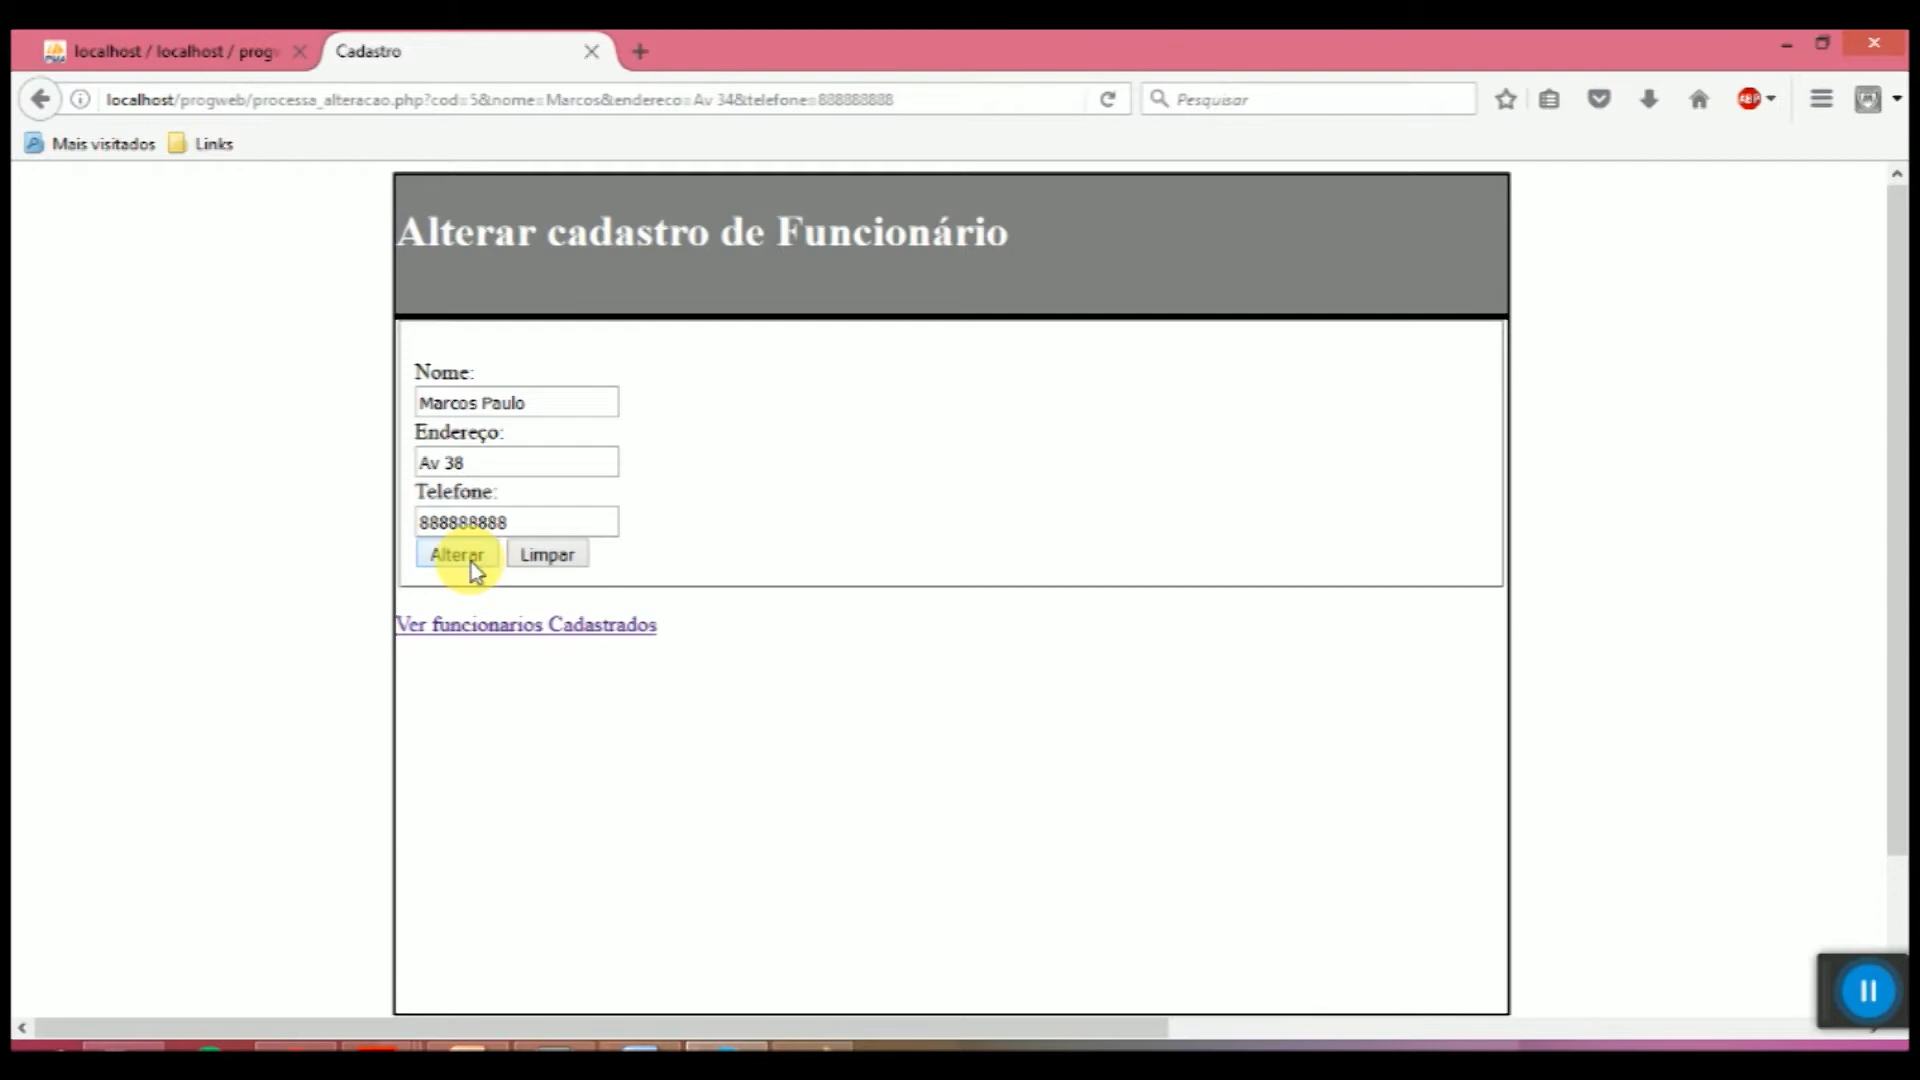 localhost / localhost / prog
Cadastro
localhost/progweb/processa_alteracao.php?cod=5&nome=Marcos&endereco=Av 34&telefone=888888888
Pesquisar
ABP
Mais visitados
Links
Alterar cadastro de Funcionário
Nome:
Marcos Paulo
Endereço:
Av 38
Telefone:
888888888
Alterar
Limpar
Ver funcionarios Cadastrados